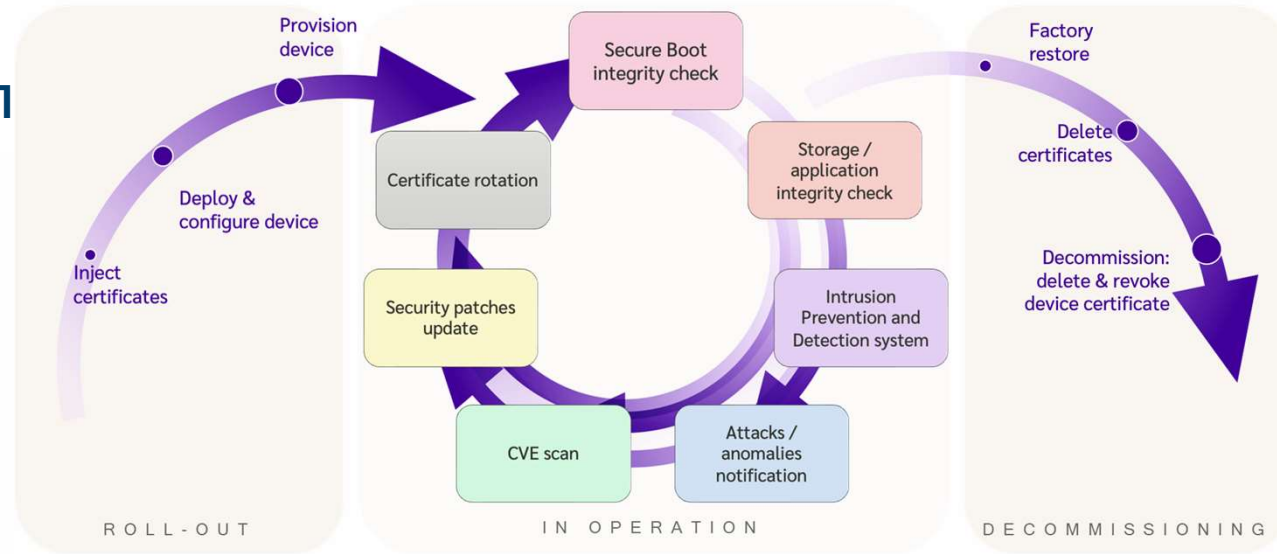 1
Provision
device
Deploy &
configure device
Inject
certificates
ROLL-OUT
Secure Boot
integrity check
Storage /
application
integrity check
Intrusion
Prevention and
Detection system
Attacks /
anomalies
notification
CVE scan
Security patches
update
Certificate rotation
IN OPERATION
Factory
restore
Delete
certificates
Decommission:
delete & revoke
device certificate
DECOMMISSIONING